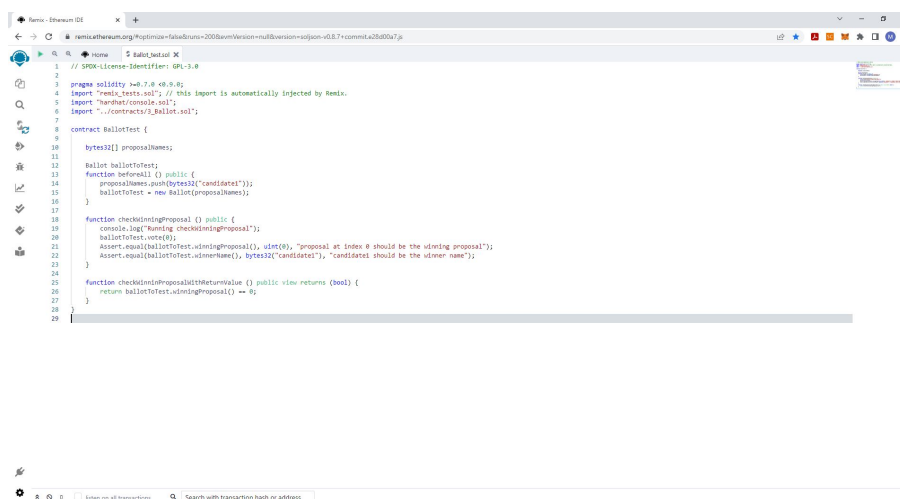 Remix - Ethereum IDE
remix.ethereum.org/#optimize=false&runs=200&evmVersion=null&version=soljson-v0.8.7+commit.e28d00a7.js
Home
Ballot_test.sol
1 // SPDX-License-Identifier: GPL-3.0
2
3 pragma solidity >=0.7.0 <0.9.0;
4 import "remix_tests.sol"; // this import is automatically injected by Remix.
5 import "hardhat/console.sol";
6 import "../contracts/3_Ballot.sol";
7
8 contract BallotTest {
9
10 bytes32[] proposalNames;
11
12 Ballot ballotToTest;
13 function beforeAll () public {
14 proposalNames.push(bytes32("candidate1"));
15 ballotToTest = new Ballot(proposalNames);
16 }
17
18 function checkWinningProposal () public {
19 console.log("Running checkWinningProposal");
20 ballotToTest.vote(0);
21 Assert.equal(ballotToTest.winningProposal(), uint(0), "proposal at index 0 should be the winning proposal");
22 Assert.equal(ballotToTest.winnerName(), bytes32("candidate1"), "candidate1 should be the winner name");
23 }
24
25 function checkWinninProposalWithReturnValue () public view returns (bool) {
26 return ballotToTest.winningProposal() == 0;
27 }
28 }
29
0 listen on all transactions Search with transaction hash or address